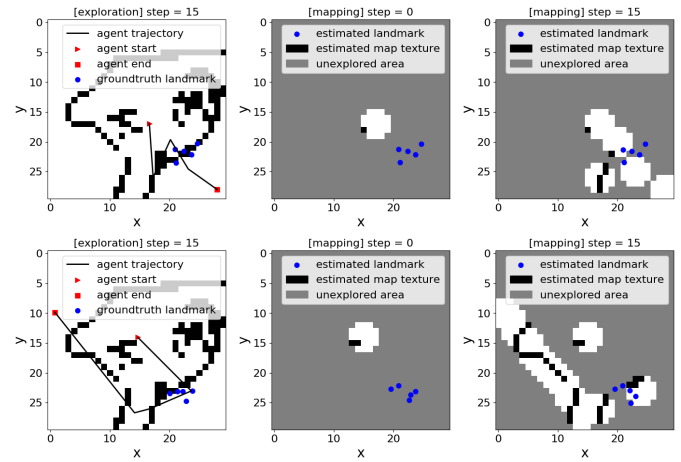 [exploration] step = 15
[mapping] step = 0
[mapping] step = 15
0
5
10
15
20
25
y
agent trajectory
agent start
agent end
groundtruth landmark
0
10
20
x
0
5
10
15
20
25
y
estimated landmark
estimated map texture
unexplored area
0
10
20
x
0
5
10
15
20
25
y
estimated landmark
estimated map texture
unexplored area
0
10
20
x
[exploration] step = 15
[mapping] step = 0
[mapping] step = 15
0
5
10
15
20
25
y
agent trajectory
agent start
agent end
groundtruth landmark
0
10
20
x
0
5
10
15
20
25
y
estimated landmark
estimated map texture
unexplored area
0
10
20
x
0
5
10
15
20
25
y
estimated landmark
estimated map texture
unexplored area
0
10
20
x